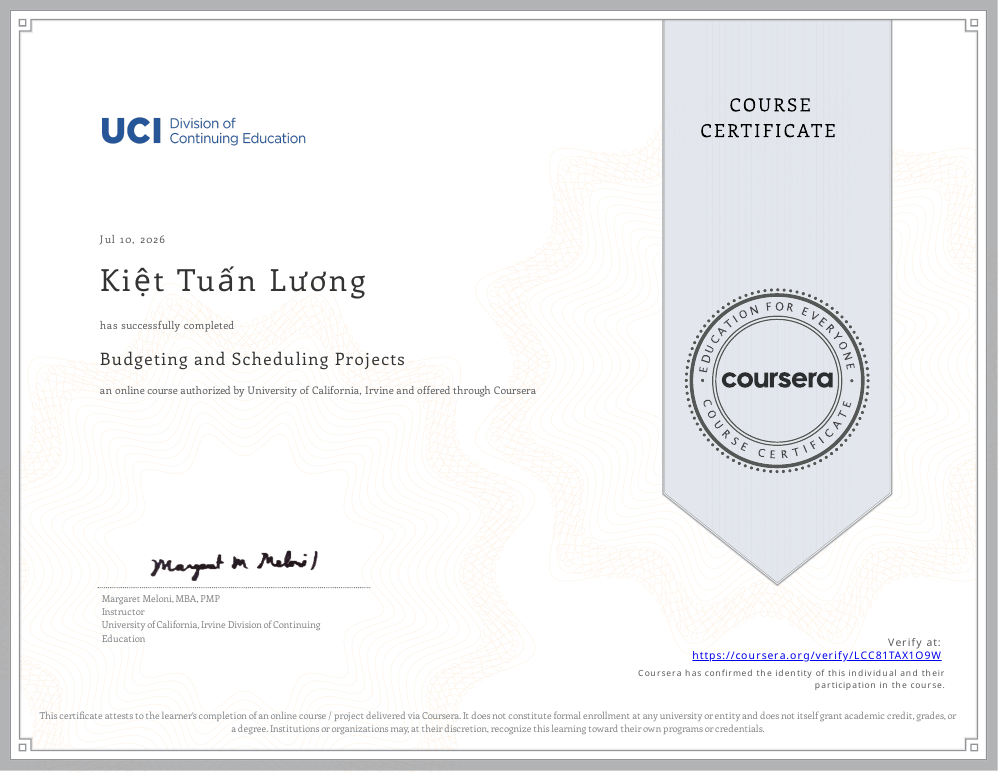 COURSE
CERTIFICATE
UCI Division of
Continuing Education
Jul 10, 2026
Kiệt Tuấn Lương
has successfully completed
Budgeting and Scheduling Projects
an online course authorized by University of California, Irvine and offered through Coursera
EDUCATION FOR EVERYONE
coursera
COURSE CERTIFICATE
Margaret M Meloni
Margaret Meloni, MBA, PMP
Instructor
University of California, Irvine Division of Continuing
Education
Verify at:
https://coursera.org/verify/LCC81TAX1O9W
Coursera has confirmed the identity of this individual and their
participation in the course.
This certificate attests to the learner's completion of an online course / project delivered via Coursera. It does not constitute formal enrollment at any university or entity and does not itself grant academic credit, grades, or
a degree. Institutions or organizations may, at their discretion, recognize this learning toward their own programs or credentials.